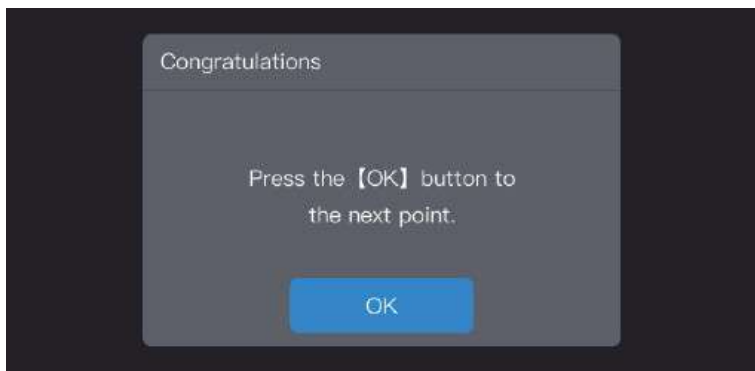 Congratulations
Press the【OK】button to
the next point.
OK